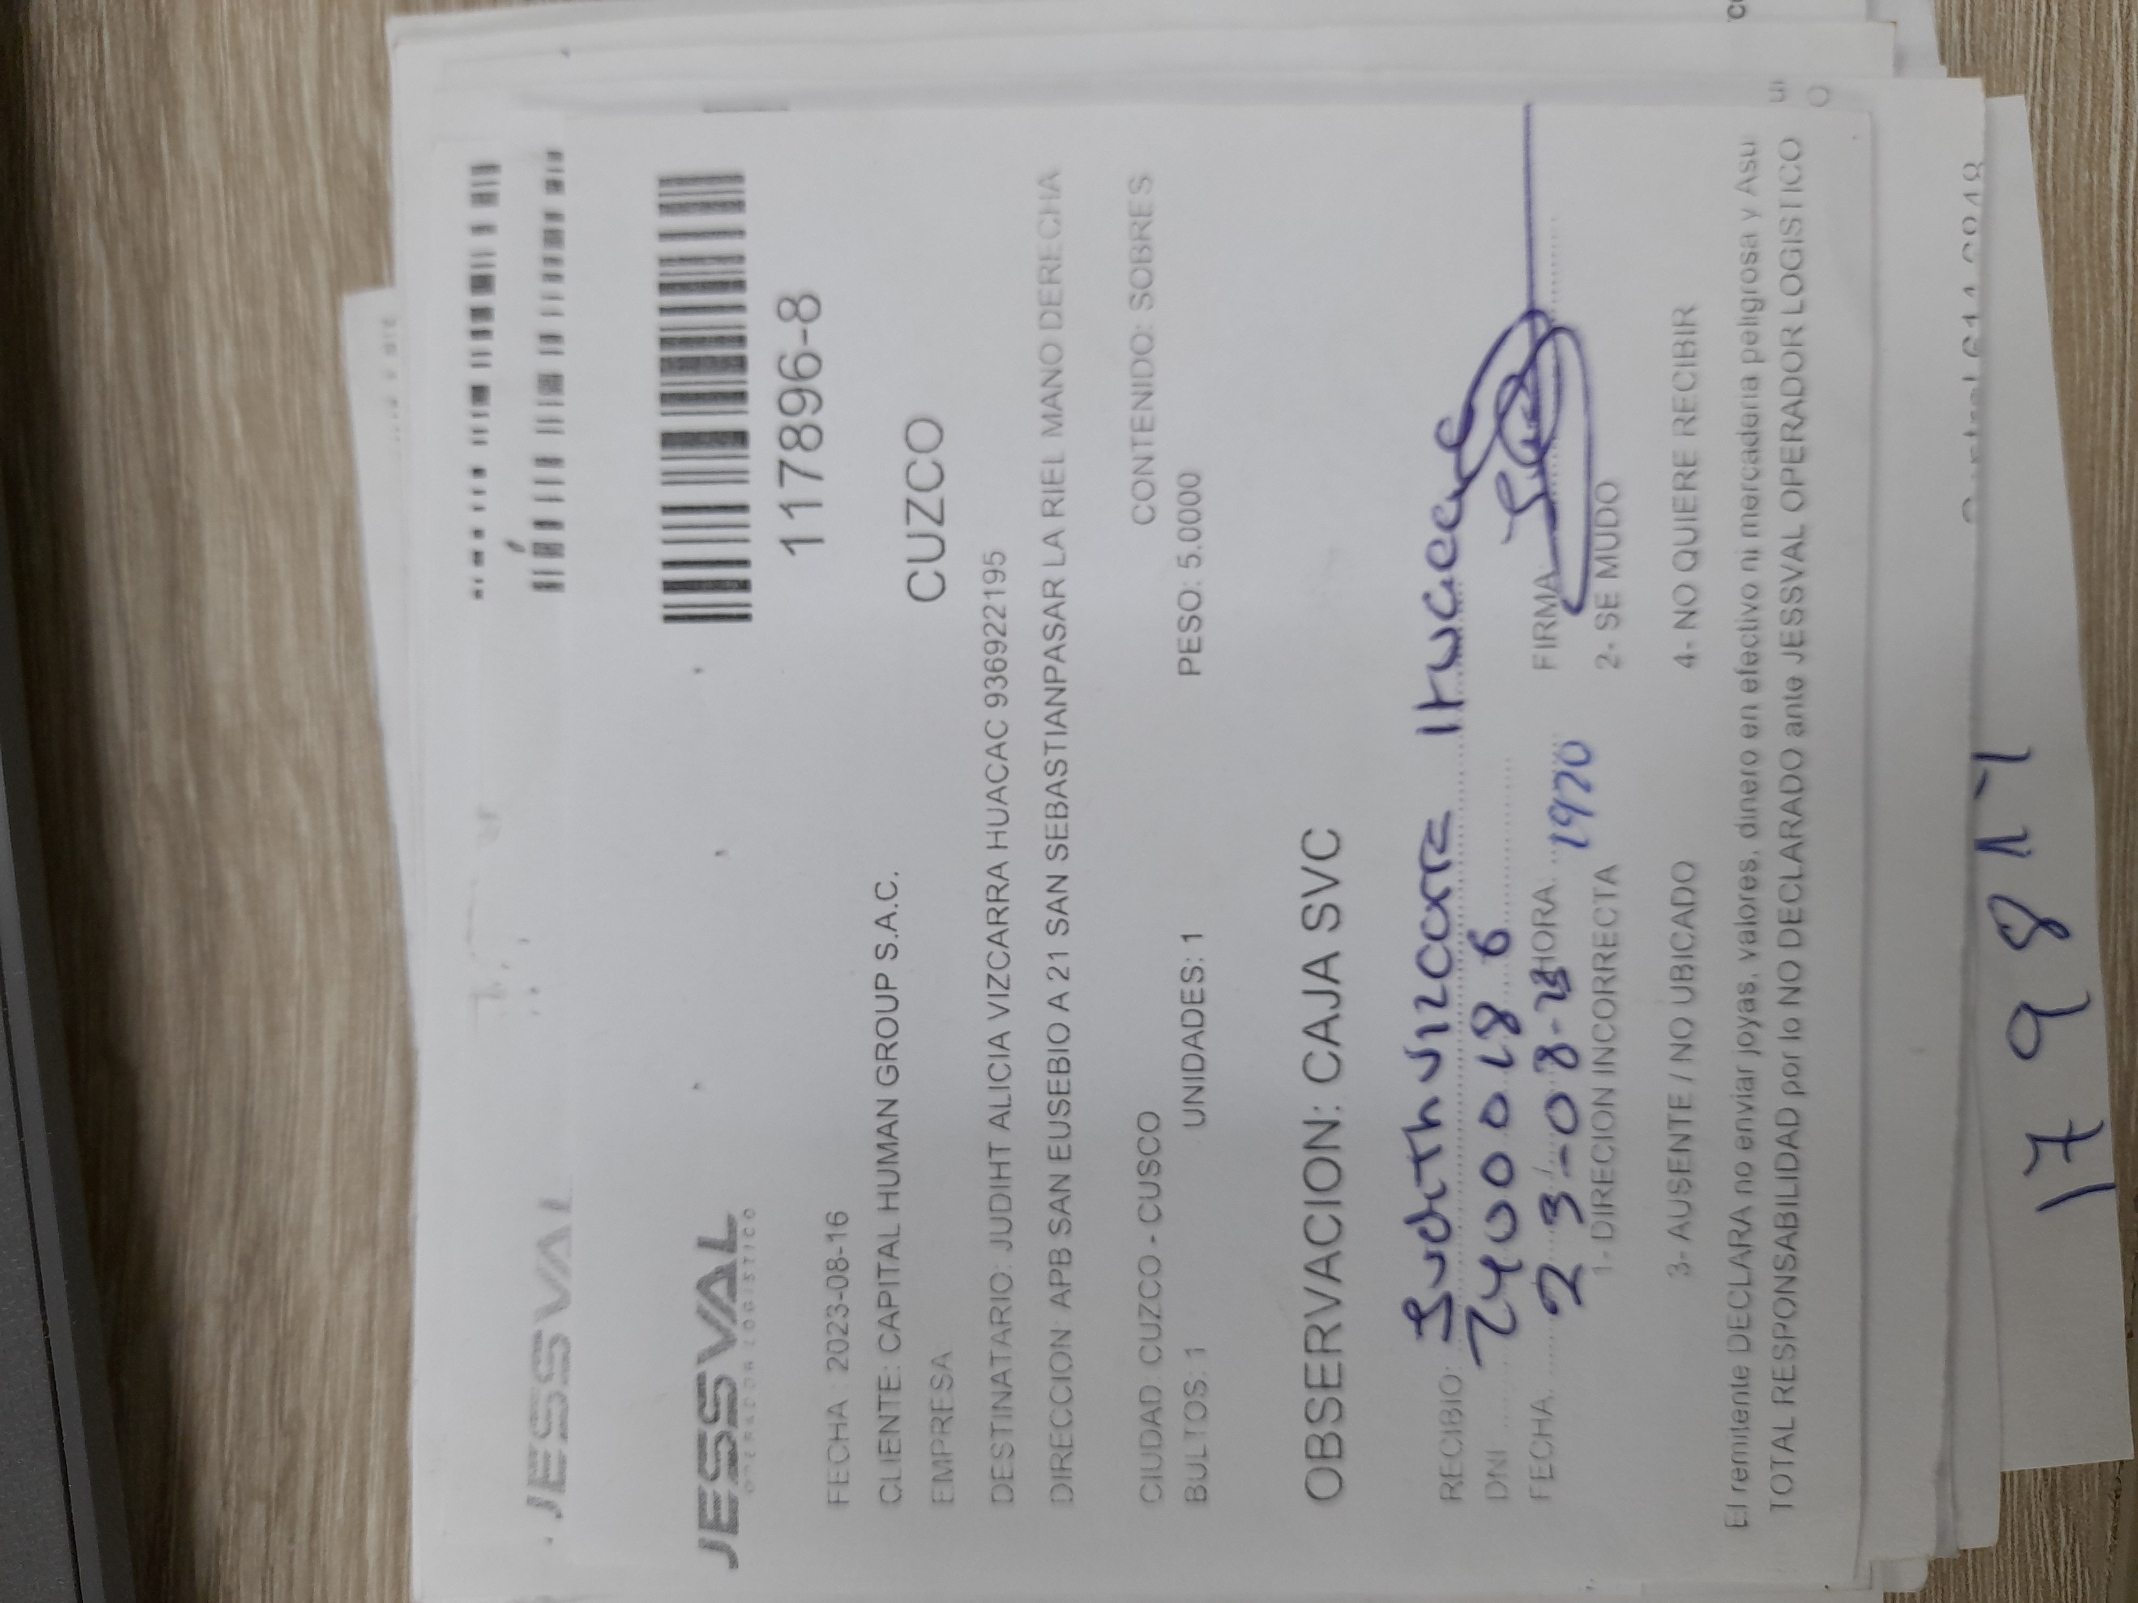 JESSVAL
JESSVAL
OPERADOR LOGISTICO
117896-8
FECHA : 2023-08-16
CLIENTE: CAPITAL HUMAN GROUP S.A.C.
CUZCO
EMPRESA
DESTINATARIO: JUDIHT ALICIA VIZCARRA HUACAC 936922195
DIRECCION: APB SAN EUSEBIO A 21 SAN SEBASTIANPASAR LA RIEL MANO DERECHA
CIUDAD: CUZCO - CUSCO CONTENIDO: SOBRES
BULTOS: 1 UNIDADES: 1 PESO: 5.0000
OBSERVACION: CAJA SVC
RECIBIO: Judith Vizcarra
DNI 24000186
FECHA: 23-08-23 HORA: 1920 FIRMA
1- DIRECION INCORRECTA 2- SE MUDO
3- AUSENTE / NO UBICADO 4- NO QUIERE RECIBIR
El remitente DECLARA no enviar joyas, valores, dinero en efectivo ni mercaderia peligrosa y Asu
TOTAL RESPONSABILIDAD por lo NO DECLARADO ante JESSVAL OPERADOR LOGISTICO
1798